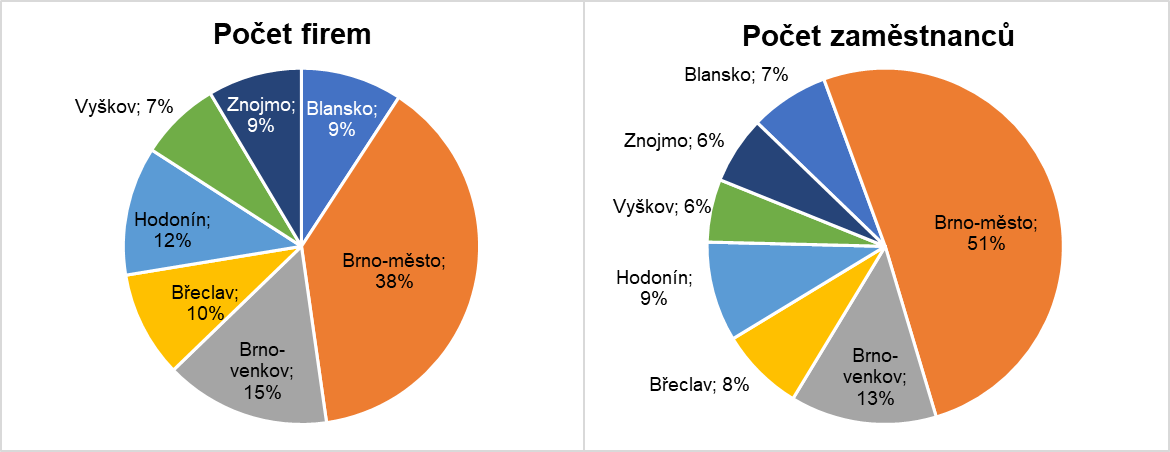 Počet firem
Znojmo;
9%
Blansko;
9%
Vyškov; 7%
Hodonín;
12%
Brno-město;
38%
Břeclav;
10%
Brno-
venkov;
15%
Počet zaměstnanců
Blansko; 7%
Znojmo; 6%
Vyškov; 6%
Brno-město;
51%
Hodonín;
9%
Břeclav; 8%
Brno-
venkov;
13%